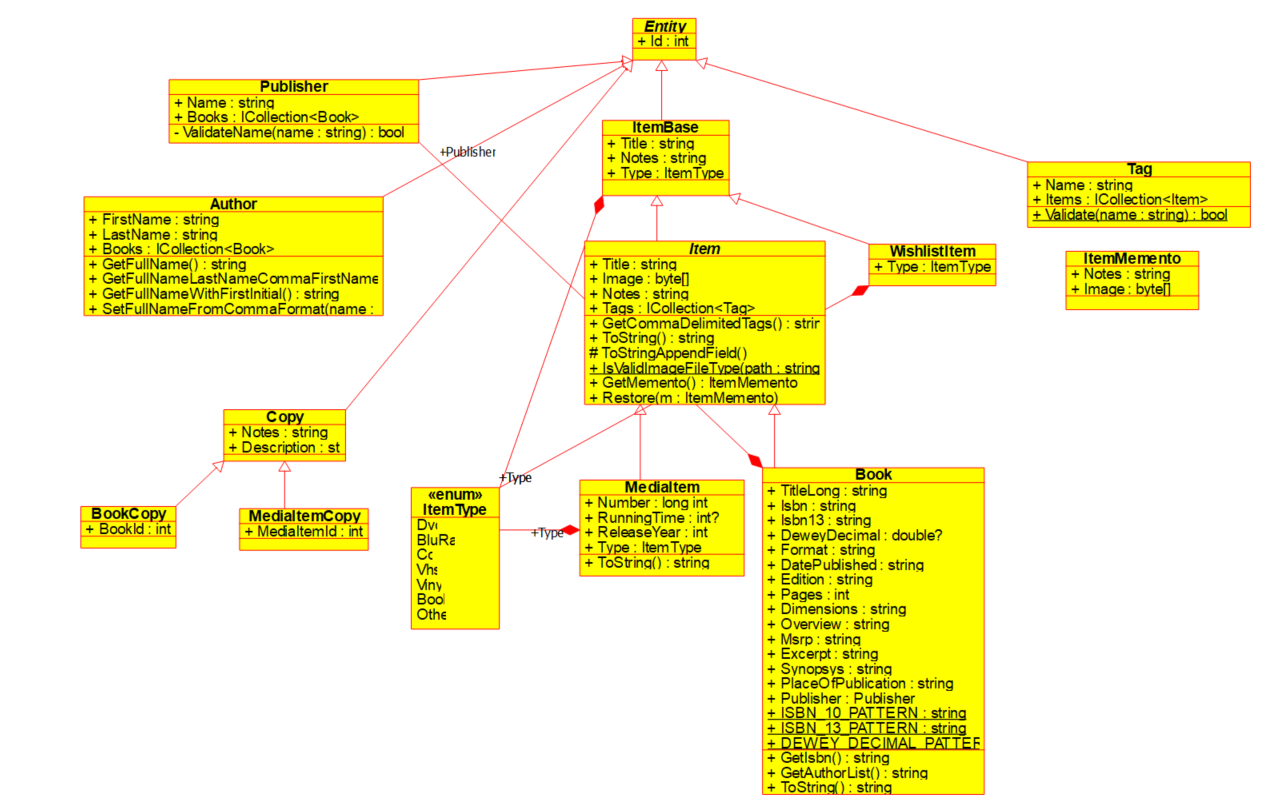 Entity
+ Id : int
Publisher
+ Name : string
+ Books : ICollection<Book>
- ValidateName(name : string) : bool
+Publisher
ItemBase
+ Title : string
+ Notes : string
+ Type : ItemType
Tag
+ Name : string
+ Items : ICollection<Item>
+ Validate(name : string) : bool
Author
+ FirstName : string
+ LastName : string
+ Books : ICollection<Book>
+ GetFullName() : string
+ GetFullNameLastNameCommaFirstName
+ GetFullNameWithFirstInitial() : string
+ SetFullNameFromCommaFormat(name :
Item
+ Title : string
+ Image : byte[]
+ Notes : string
+ Tags : ICollection<Tag>
+ GetCommaDelimitedTags() : strir
+ ToString() : string
# ToStringAppendField()
+ IsValidImageFileType(path : string
+ GetMemento() : ItemMemento
+ Restore(m : ItemMemento)
WishlistItem
+ Type : ItemType
ItemMemento
+ Notes : string
+ Image : byte[]
Copy
+ Notes : string
+ Description : st
BookCopy
+ BookId : int
MediaItemCopy
+ MediaItemId : int
+Type
«enum»
ItemType
Dv
BluRa
Cc
Vhs
Viny
Boo
Othe
+Type
MediaItem
+ Number : long int
+ RunningTime : int?
+ ReleaseYear : int
+ Type : ItemType
+ ToString() : string
Book
+ TitleLong : string
+ Isbn : string
+ Isbn13 : string
+ DeweyDecimal : double?
+ Format : string
+ DatePublished : string
+ Edition : string
+ Pages : int
+ Dimensions : string
+ Overview : string
+ Msrp : string
+ Excerpt : string
+ Synopsys : string
+ PlaceOfPublication : string
+ Publisher : Publisher
+ ISBN_10_PATTERN : string
+ ISBN_13_PATTERN : string
+ DEWEY_DECIMAL_PATTEF
+ GetIsbn() : string
+ GetAuthorList() : string
+ ToString() : string